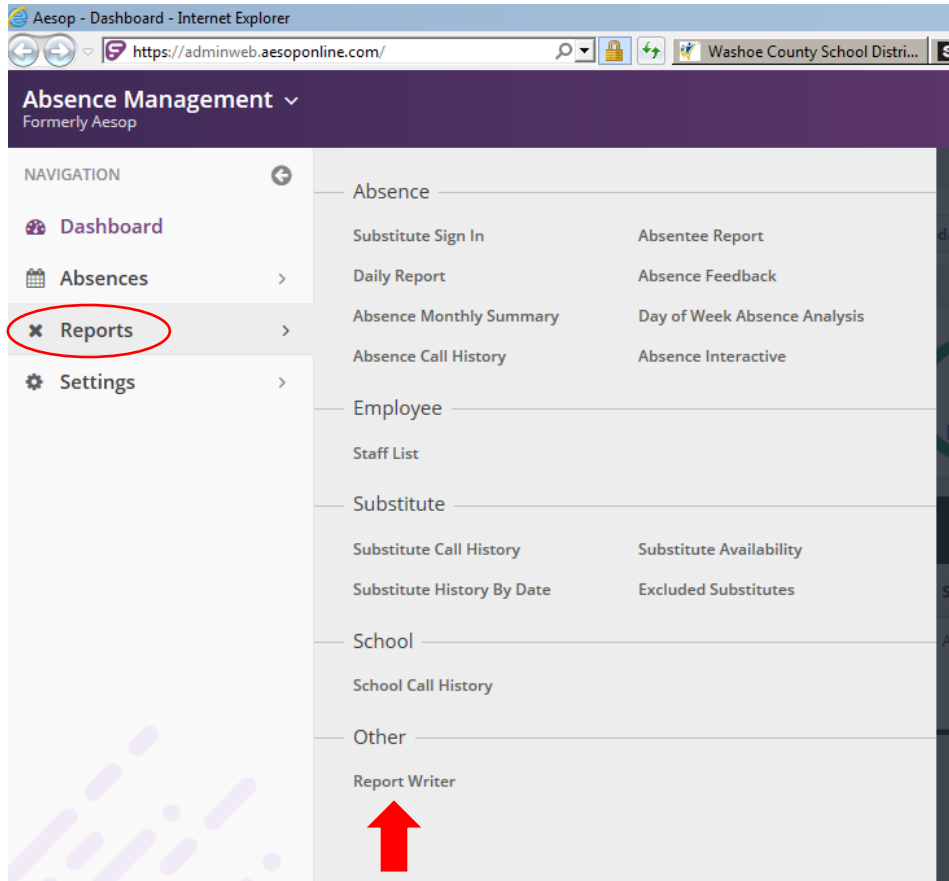 Aesop - Dashboard - Internet Explorer
https://adminweb.aesoponline.com/
Washoe County School Distri...
Absence Management
Formerly Aesop
NAVIGATION
Dashboard
Absences
Reports
Settings
Absence
Substitute Sign In
Absentee Report
Daily Report
Absence Feedback
Absence Monthly Summary
Day of Week Absence Analysis
Absence Call History
Absence Interactive
Employee
Staff List
Substitute
Substitute Call History
Substitute Availability
Substitute History By Date
Excluded Substitutes
School
School Call History
Other
Report Writer